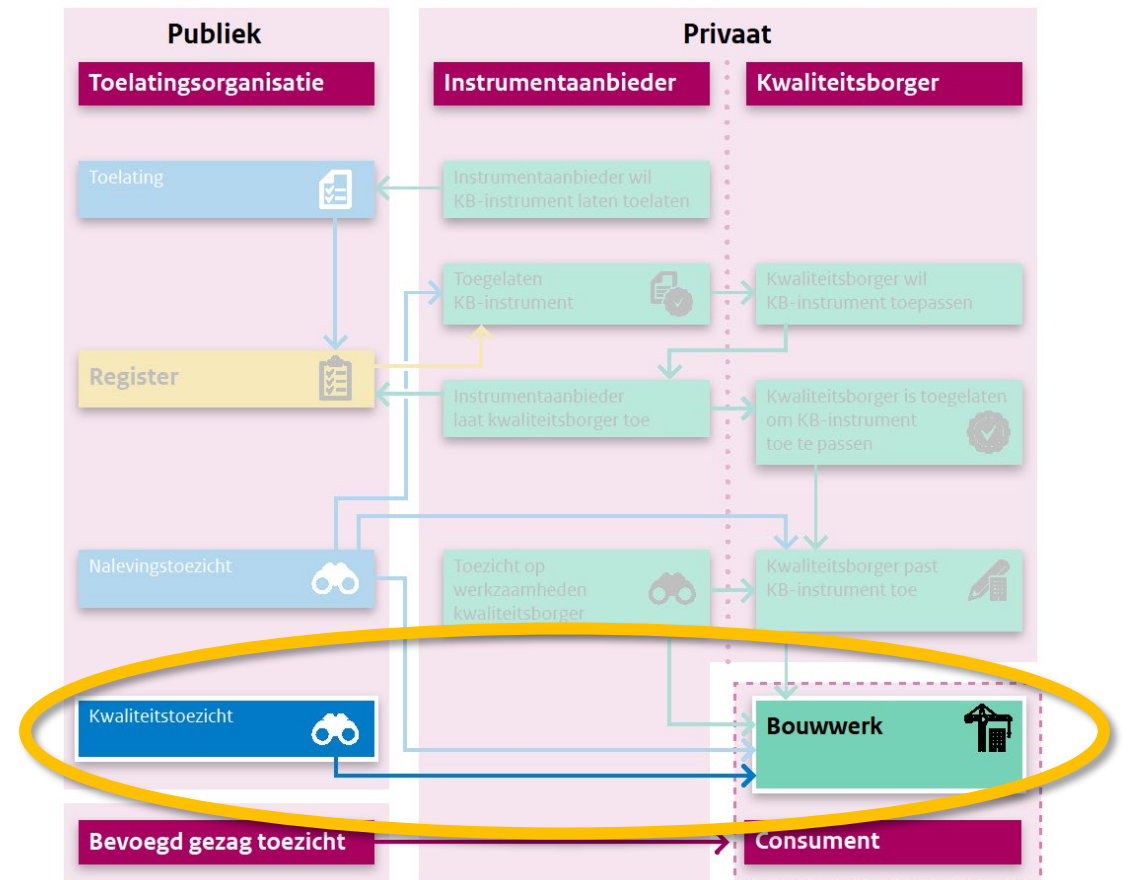 Publiek
Privaat
Toelatingsorganisatie
Instrumentaanbieder
Kwaliteitsborger
Toelating
Instrumentaanbieder wil
KB-instrument laten toelaten
Toegelaten
KB-instrument
Kwaliteitsborger wil
KB-instrument toepassen
Register
Instrumentaanbieder
laat kwaliteitsborger toe
Kwaliteitsborger is toegelaten
om KB-instrument
toe te passen
Nalevingstoezicht
Toezicht op
werkzaamheden
kwaliteitsborger
Kwaliteitsborger past
KB-instrument toe
Kwaliteitstoezicht
Bouwwerk
Bevoegd gezag toezicht
Consument